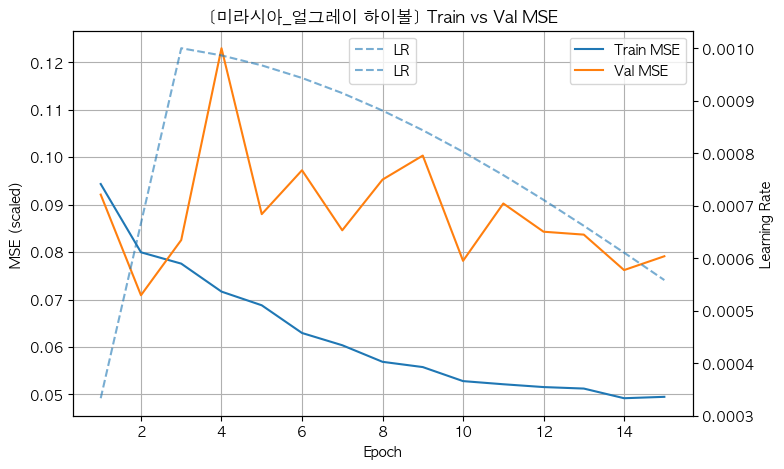 [미라시아_얼그레이 하이볼] Train vs Val MSE
LR
LR
Train MSE
Val MSE
MSE (scaled)
0.12
0.11
0.10
0.09
0.08
0.07
0.06
0.05
0.0010
0.0009
0.0008
0.0007
0.0006
0.0005
0.0004
0.0003
Learning Rate
2 4 6 8 10 12 14
Epoch